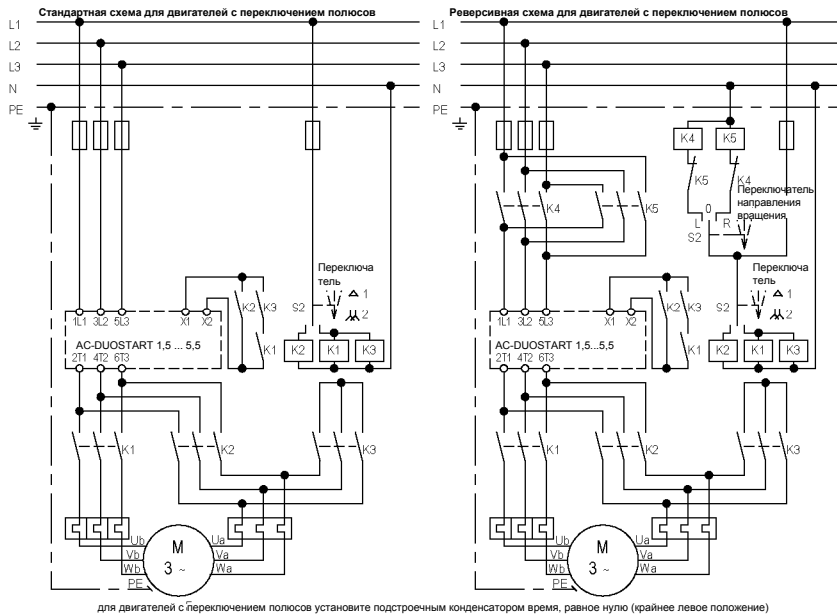 Стандартная схема для двигателей с переключением полюсов
L1
L2
L3
N
PE
Переключа
тель
S2
1
2
K2 K3
K1
1L1 3L2 5L3 X1 X2
AC-DUOSTART 1,5 ... 5,5
2T1 4T2 6T3
K2 K1 K3
K1 K2 K3
Ub Ua
Vb Va
Wb Wa
M
3 ~
PE
Реверсивная схема для двигателей с переключением полюсов
L1
L2
L3
N
PE
K4 K5
K5 K4
K4 K5
Переключатель
направления
вращения
0
L R
S2
Переключа
тель
S2
1
2
K2 K3
K1
1L1 3L2 5L3 X1 X2
AC-DUOSTART 1,5...5,5
2T1 4T2 6T3
K2 K1 K3
K1 K2 K3
Ub Ua
Vb Va
Wb Wa
M
3 ~
PE
для двигателей с переключением полюсов установите подстроечным конденсатором время, равное нулю (крайнее левое положение)